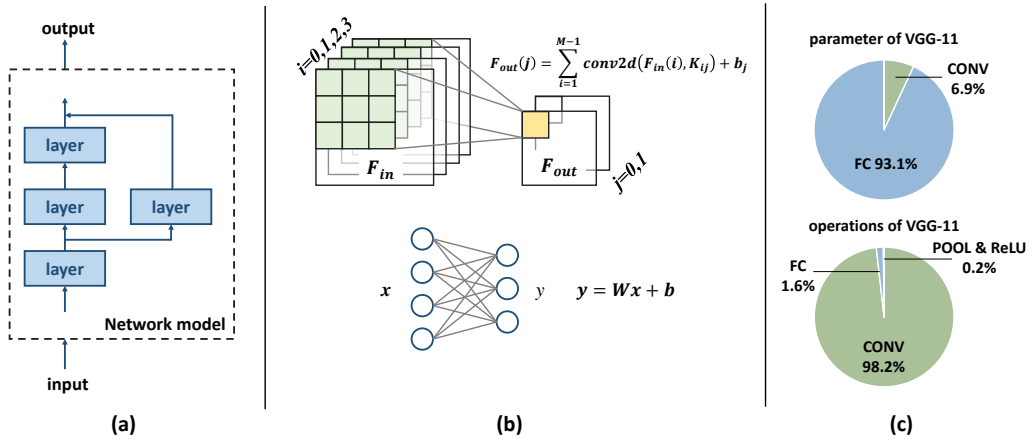 output
layer
layer
layer
layer
Network model
input
(a)
i=0,1,2,3
F_in
F_out(j) = \sum_{i=1}^{M-1} conv2d(F_in(i), K_ij) + b_j
F_out
j=0,1
x
y
y = Wx + b
(b)
parameter of VGG-11
CONV
6.9%
FC 93.1%
operations of VGG-11
POOL & ReLU
0.2%
FC
1.6%
CONV
98.2%
(c)